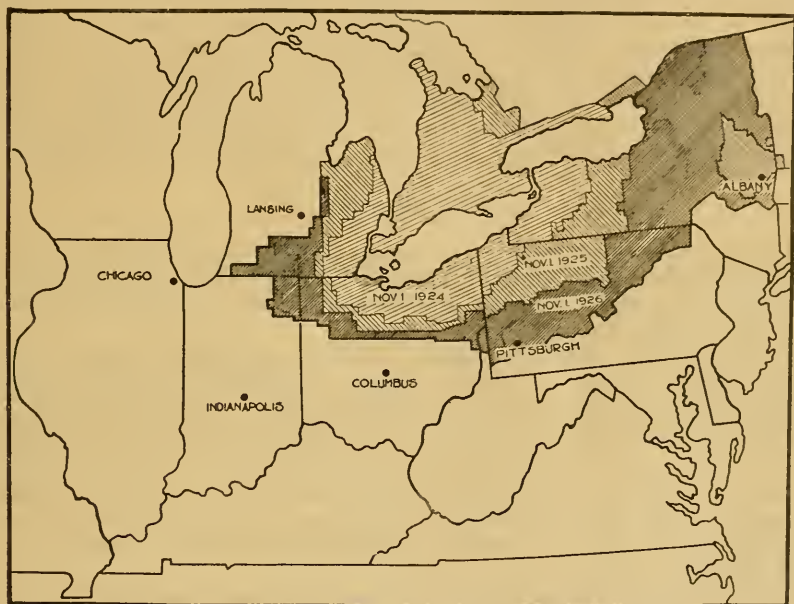 ALBANY
LANSING
CHICAGO
NOV. 1. 1925
NOV. 1 1924
NOV. 1. 1926
PITTSBURGH
COLUMBUS
INDIANAPOLIS